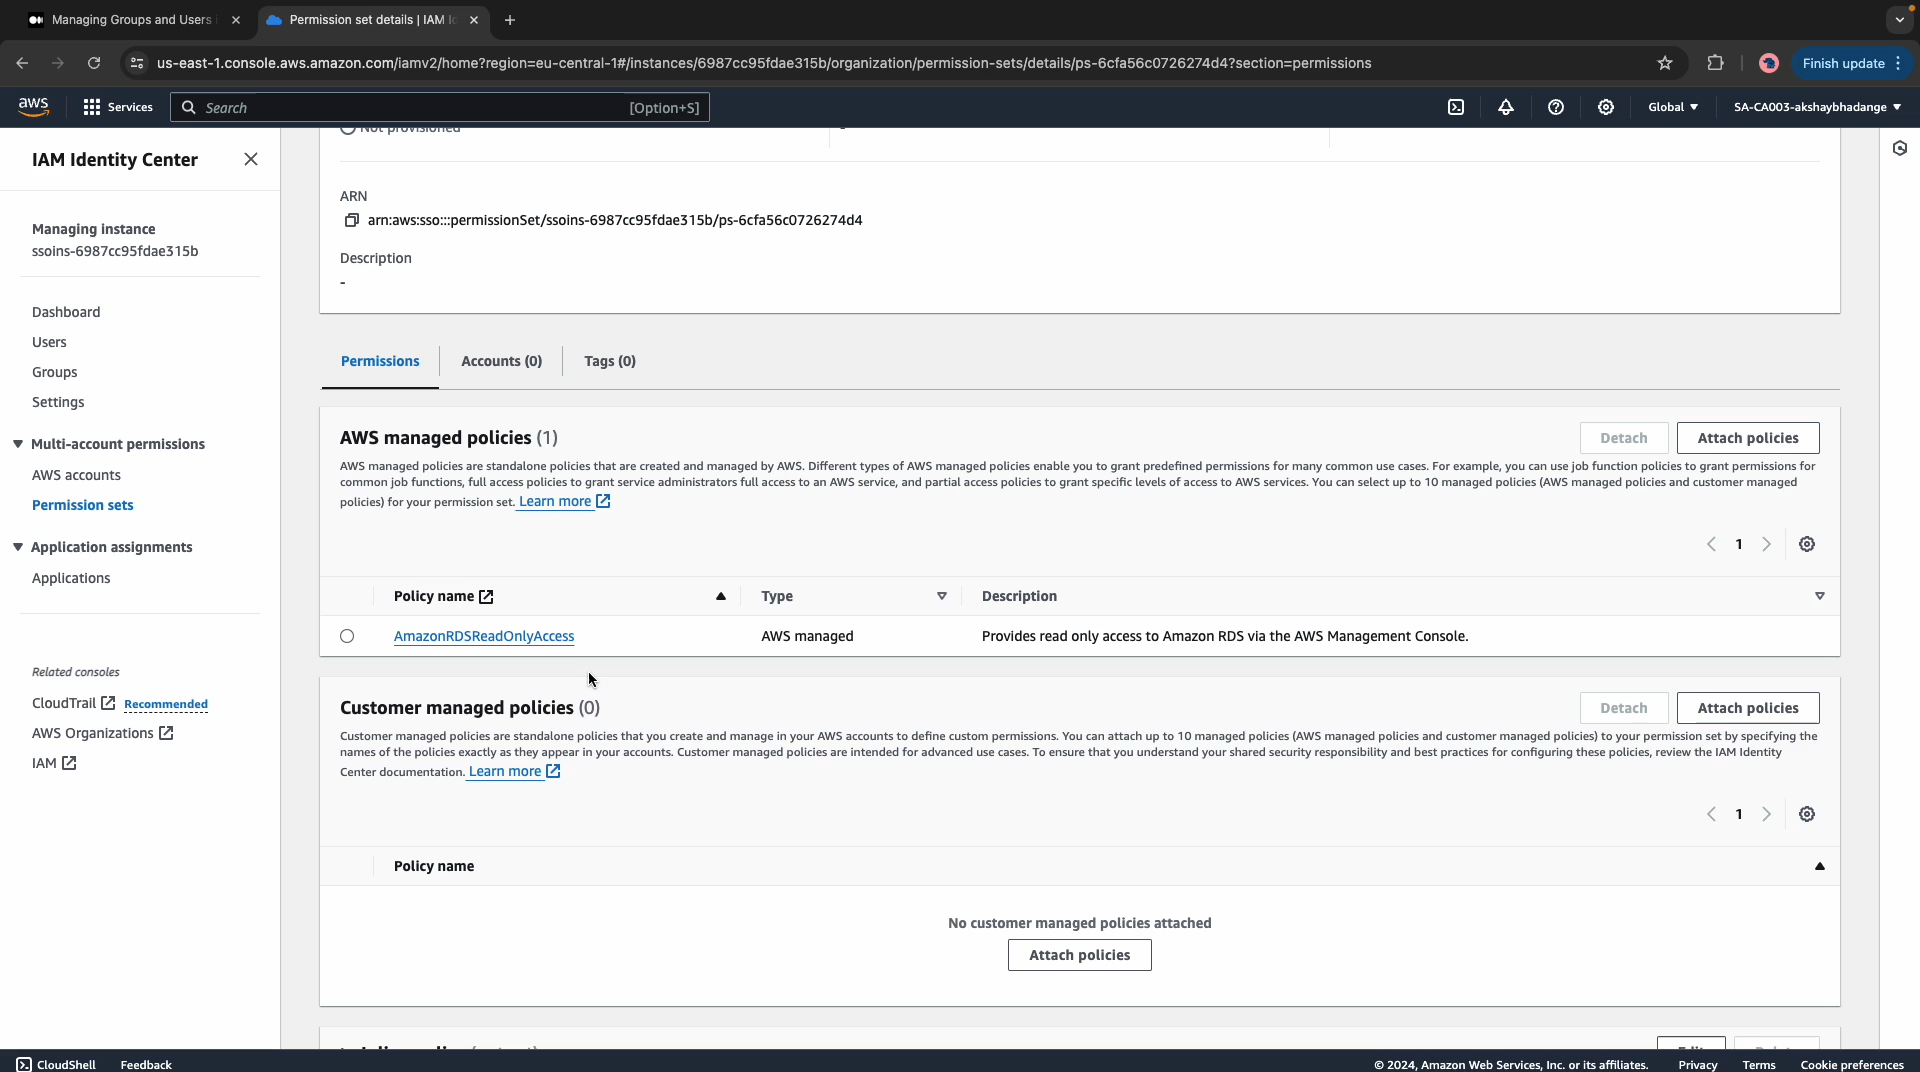 Managing Groups and Users
Permission set details | IAM Id
us-east-1.console.aws.amazon.com/iamv2/home?region=eu-central-1#/instances/6987cc95fdae315b/organization/permission-sets/details/ps-6cfa56c0726274d4?section=permissions
Finish update
aws
Services
Search
[Option+S]
Global
SA-CA003-akshaybhadange
IAM Identity Center
Managing instance
ssoins-6987cc95fdae315b
Dashboard
Users
Groups
Settings
Multi-account permissions
AWS accounts
Permission sets
Application assignments
Applications
Related consoles
CloudTrail Recommended
AWS Organizations
IAM
Not provisioned
-
ARN
arn:aws:sso:::permissionSet/ssoins-6987cc95fdae315b/ps-6cfa56c0726274d4
Description
-
Permissions
Accounts (0)
Tags (0)
AWS managed policies (1)
Detach
Attach policies
AWS managed policies are standalone policies that are created and managed by AWS. Different types of AWS managed policies enable you to grant predefined permissions for many common use cases. For example, you can use job function policies to grant permissions for
common job functions, full access policies to grant service administrators full access to an AWS service, and partial access policies to grant specific levels of access to AWS services. You can select up to 10 managed policies (AWS managed policies and customer managed
policies) for your permission set. Learn more
1
Policy name
Type
Description
AmazonRDSReadOnlyAccess
AWS managed
Provides read only access to Amazon RDS via the AWS Management Console.
Customer managed policies (0)
Detach
Attach policies
Customer managed policies are standalone policies that you create and manage in your AWS accounts to define custom permissions. You can attach up to 10 managed policies (AWS managed policies and customer managed policies) to your permission set by specifying the
names of the policies exactly as they appear in your accounts. Customer managed policies are intended for advanced use cases. To ensure that you understand your shared security responsibility and best practices for configuring these policies, review the IAM Identity
Center documentation. Learn more
1
Policy name
No customer managed policies attached
Attach policies
CloudShell
Feedback
© 2024, Amazon Web Services, Inc. or its affiliates.
Privacy
Terms
Cookie preferences